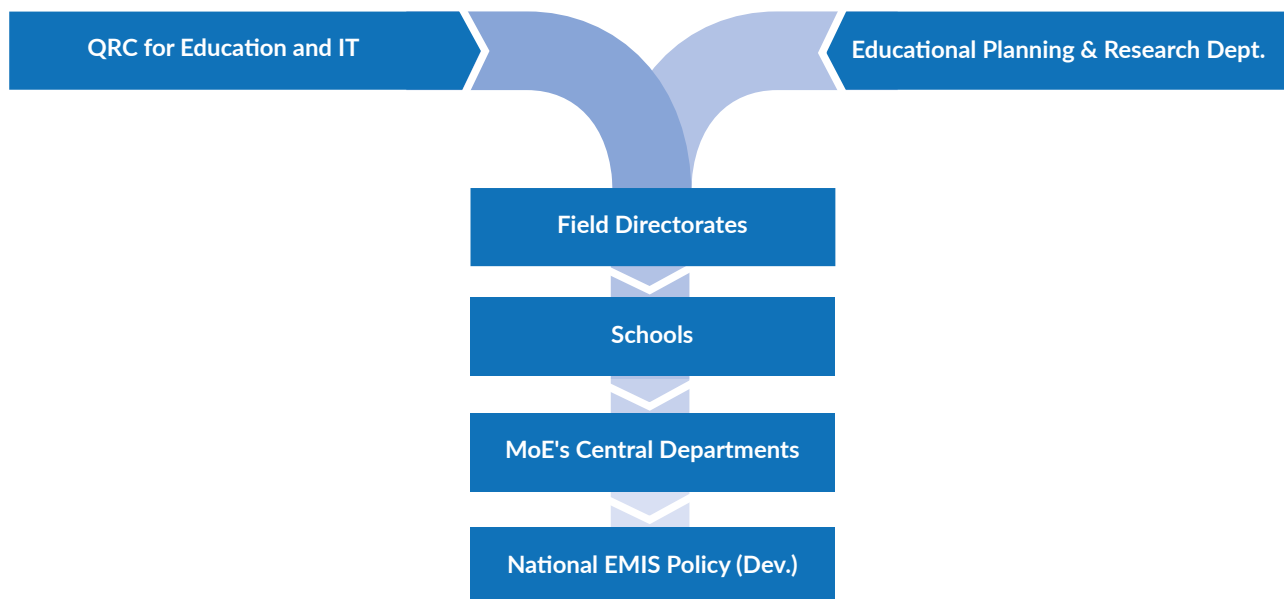 QRC for Education and IT
Educational Planning & Research Dept.
Field Directorates
Schools
MoE's Central Departments
National EMIS Policy (Dev.)